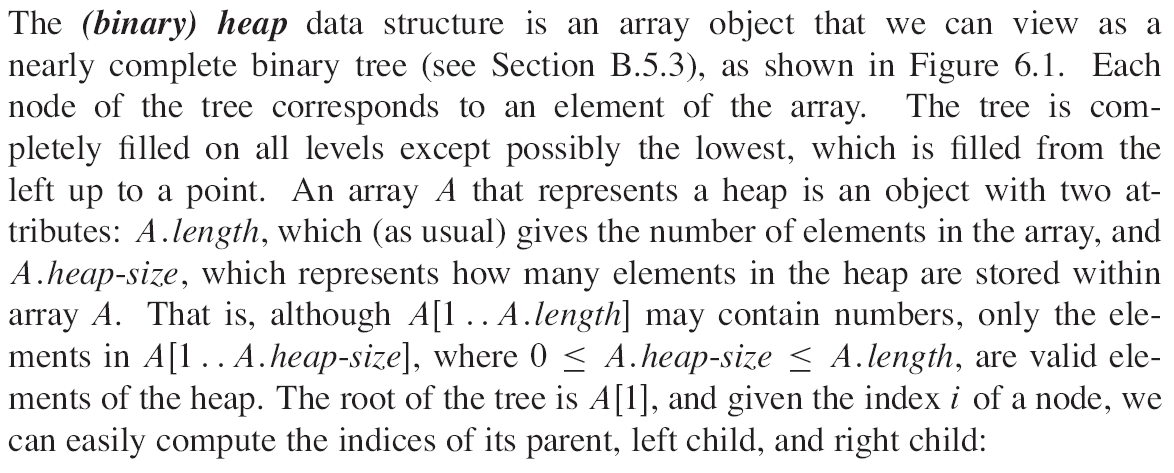 The (binary) heap data structure is an array object that we can view as a
nearly complete binary tree (see Section B.5.3), as shown in Figure 6.1. Each
node of the tree corresponds to an element of the array. The tree is com-
pletely filled on all levels except possibly the lowest, which is filled from the
left up to a point. An array A that represents a heap is an object with two at-
tributes: A.length, which (as usual) gives the number of elements in the array, and
A.heap-size, which represents how many elements in the heap are stored within
array A. That is, although A[1 .. A.length] may contain numbers, only the ele-
ments in A[1 .. A.heap-size], where 0 ≤ A.heap-size ≤ A.length, are valid ele-
ments of the heap. The root of the tree is A[1], and given the index i of a node, we
can easily compute the indices of its parent, left child, and right child: